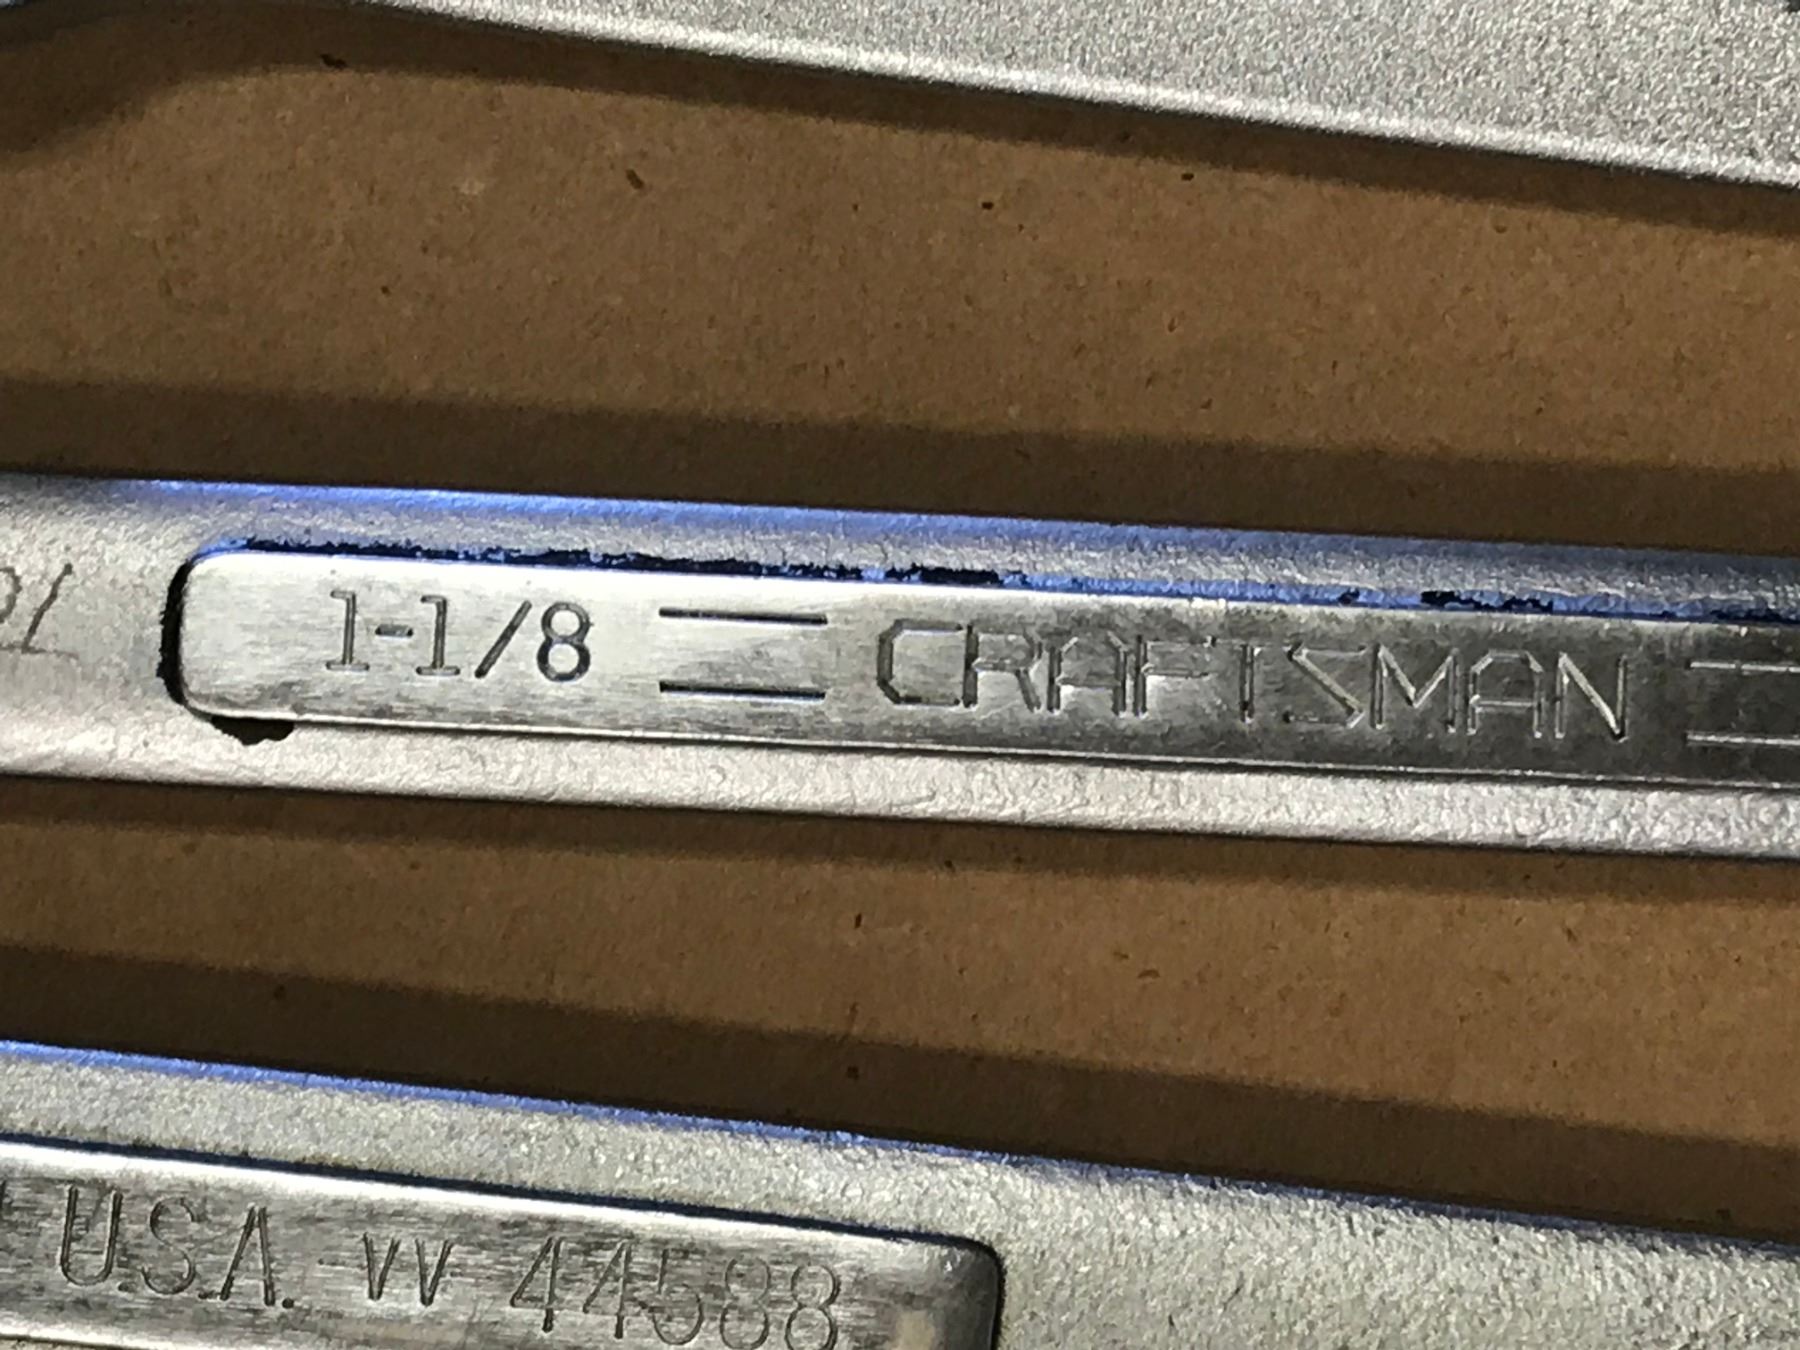 1-1/8 = CRAFTSMAN =
U.S.A. VV 44588